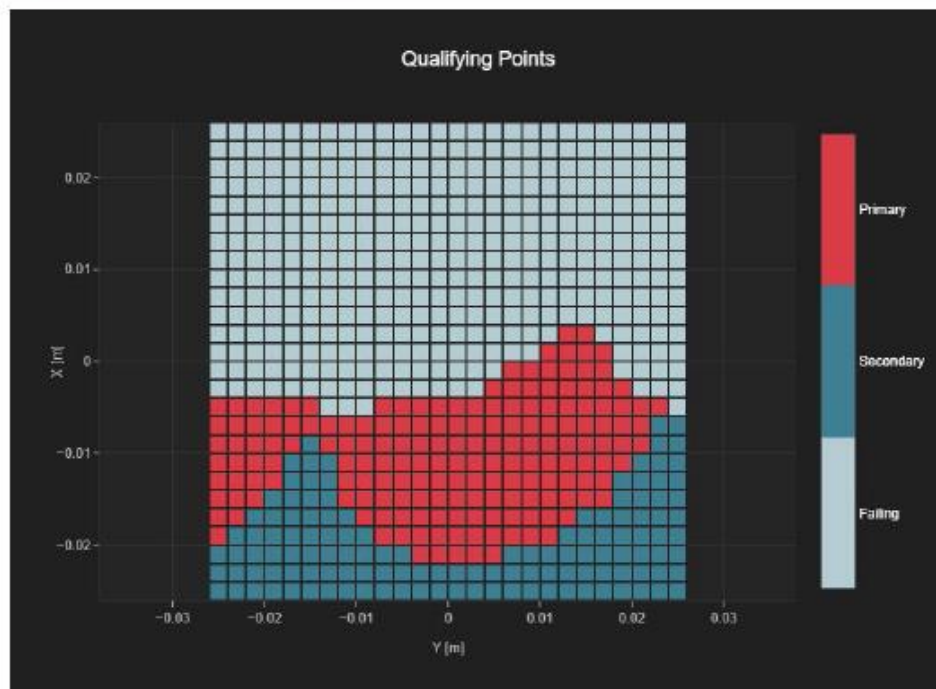 Qualifying Points
0.02
0.01
0
−0.01
−0.02
X [m]
−0.03
−0.02
−0.01
0
0.01
0.02
0.03
Y [m]
Primary
Secondary
Failing